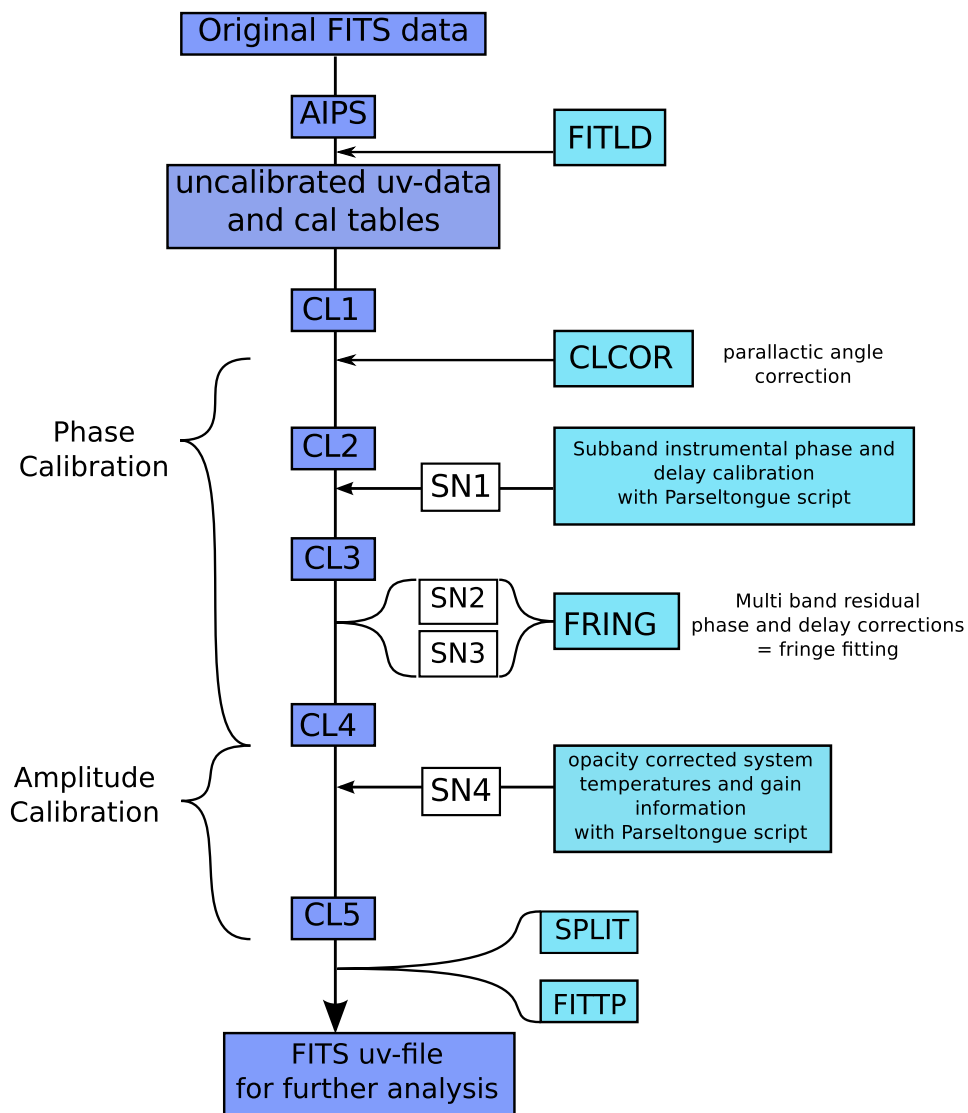 Original FITS data
AIPS
FITLD
uncalibrated uv-data
and cal tables
CL1
CLCOR
parallactic angle
correction
Phase
Calibration
CL2
SN1
Subband instrumental phase and
delay calibration
with Parseltongue script
CL3
SN2
SN3
FRING
Multi band residual
phase and delay corrections
= fringe fitting
CL4
Amplitude
Calibration
SN4
opacity corrected system
temperatures and gain
information
with Parseltongue script
CL5
SPLIT
FITTP
FITS uv-file
for further analysis